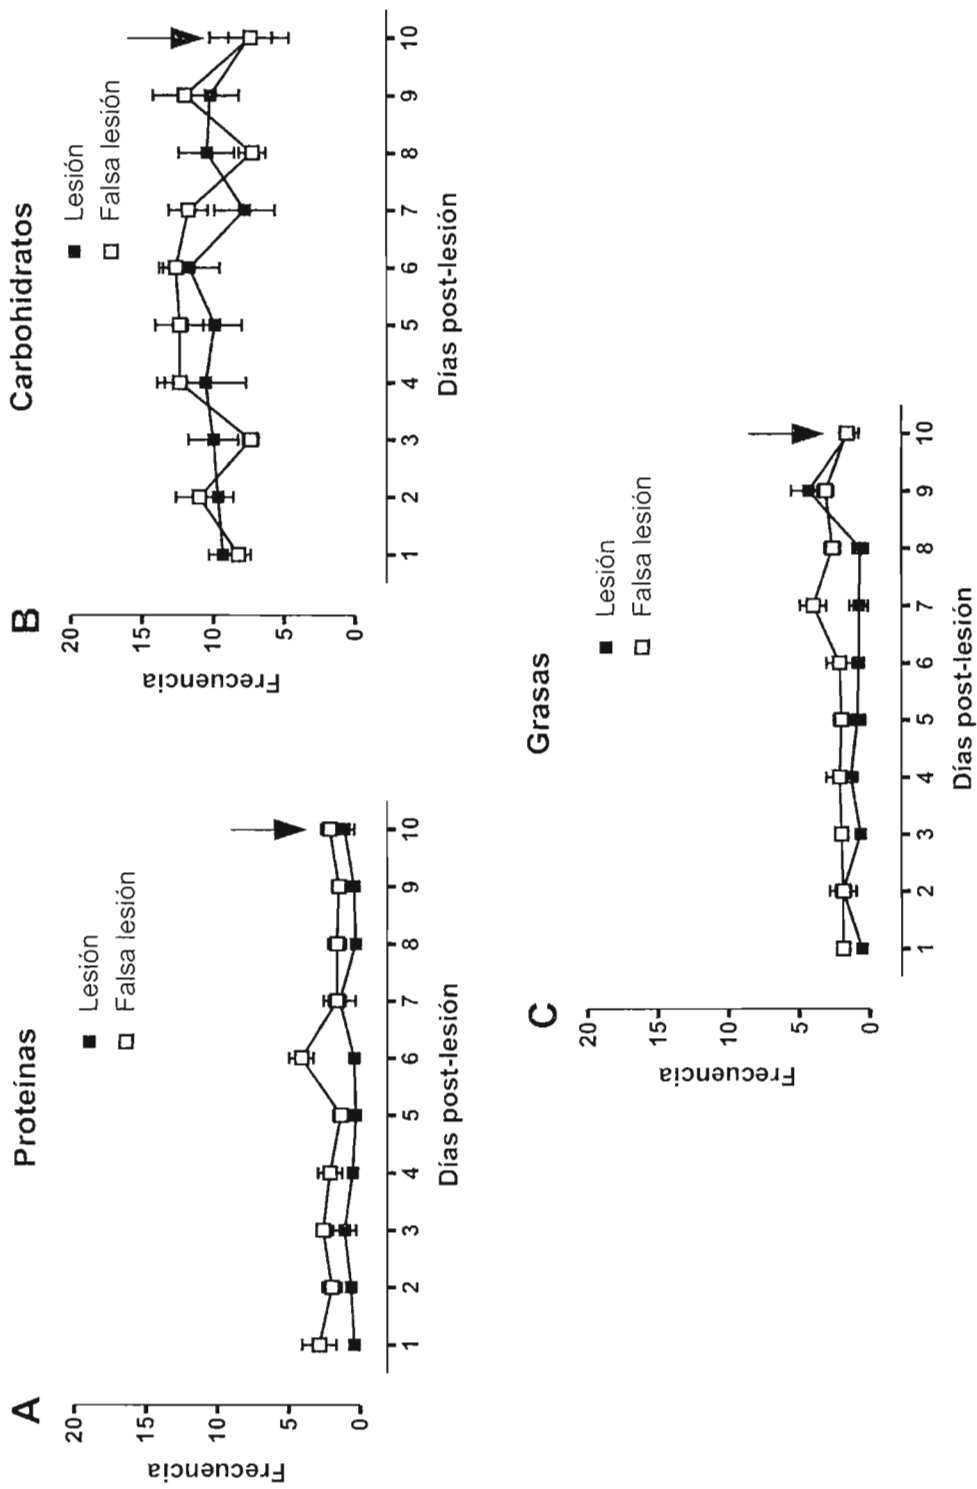 A
Proteínas
Frecuencia
20
15
10
5
0
Lesión
Falsa lesión
1 2 3 4 5 6 7 8 9 10
Días post-lesión
B
Carbohidratos
Frecuencia
20
15
10
5
0
Lesión
Falsa lesión
1 2 3 4 5 6 7 8 9 10
Días post-lesión
C
Grasas
Frecuencia
20
15
10
5
0
Lesión
Falsa lesión
1 2 3 4 5 6 7 8 9 10
Días post-lesión